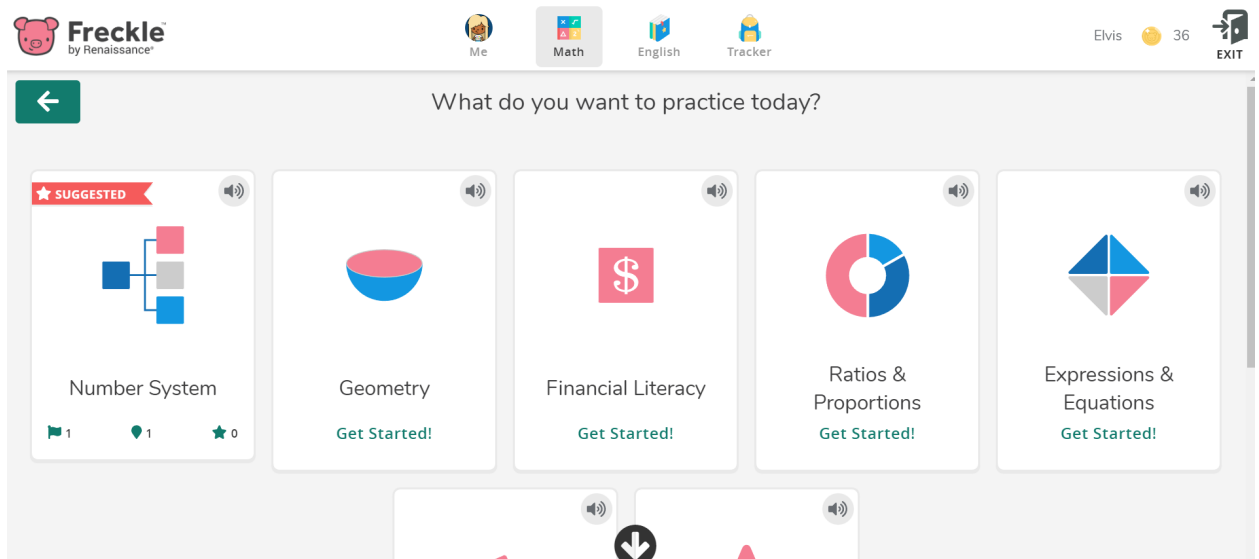 Freckle™
by Renaissance®
Me
Math
English
Tracker
Elvis
36
EXIT
What do you want to practice today?
SUGGESTED
Number System
1
1
0
Geometry
Get Started!
$
Financial Literacy
Get Started!
Ratios &
Proportions
Get Started!
Expressions &
Equations
Get Started!